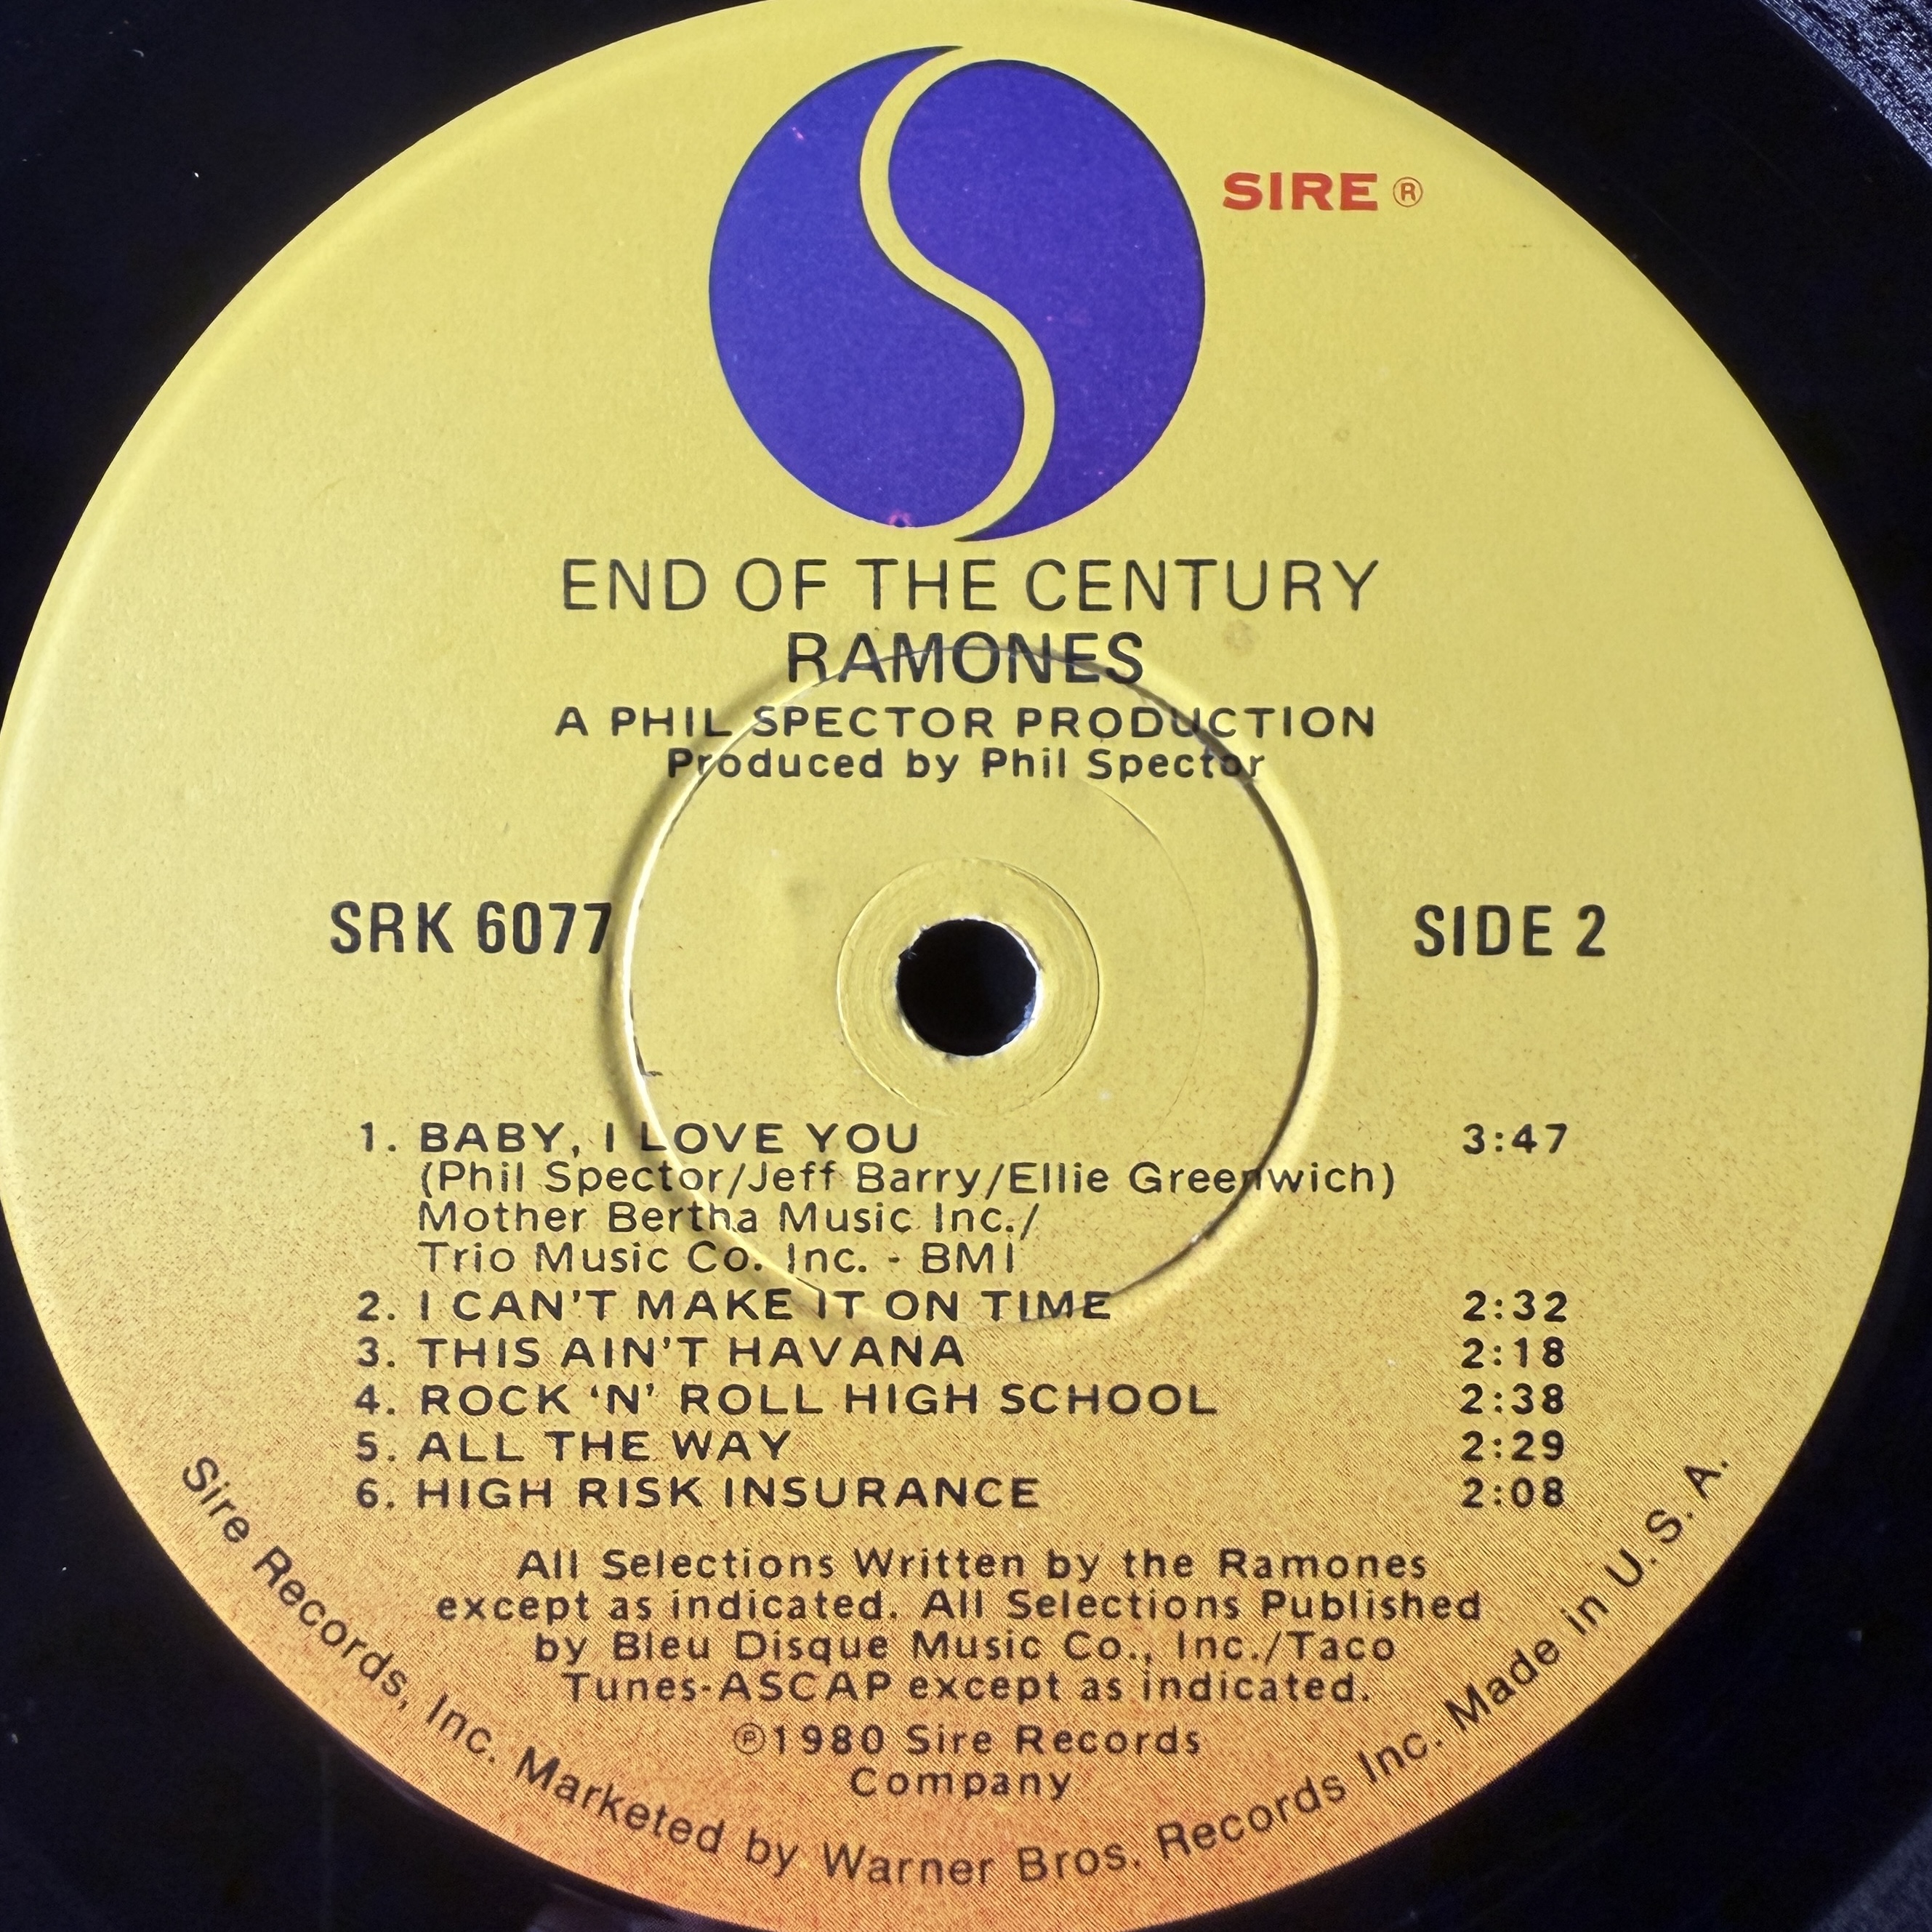 SIRE ®
END OF THE CENTURY
RAMONES
A PHIL SPECTOR PRODUCTION
Produced by Phil Spector
SRK 6077
SIDE 2
1. BABY, I LOVE YOU 3:47
(Phil Spector/Jeff Barry/Ellie Greenwich)
Mother Bertha Music Inc./
Trio Music Co. Inc. - BMI
2. I CAN'T MAKE IT ON TIME 2:32
3. THIS AIN'T HAVANA 2:18
4. ROCK ‘N’ ROLL HIGH SCHOOL 2:38
5. ALL THE WAY 2:29
6. HIGH RISK INSURANCE 2:08
All Selections Written by the Ramones
except as indicated. All Selections Published
by Bleu Disque Music Co., Inc./Taco
Tunes-ASCAP except as indicated.
℗1980 Sire Records
Company
Sire Records, Inc. Marketed by Warner Bros. Records Inc. Made in U.S.A.